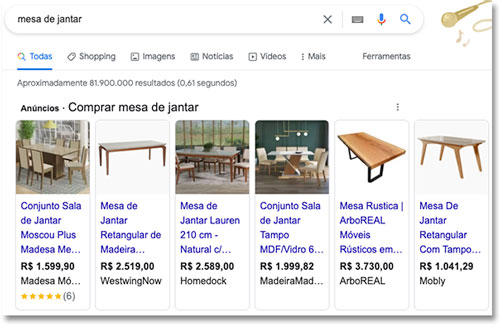 mesa de jantar
Todas
Shopping
Imagens
Notícias
Vídeos
Mais
Ferramentas
Aproximadamente 81.900.000 resultados (0,61 segundos)
Anúncios · Comprar mesa de jantar
Conjunto Sala
de Jantar
Moscou Plus
Madesa Me...
R$ 1.599,90
Madesa Mó...
(6)
Mesa de
Jantar
Retangular de
Madeira...
R$ 2.519,00
WestwingNow
Mesa de
Jantar Lauren
210 cm -
Natural c/...
R$ 2.589,00
Homedock
Conjunto Sala
de Jantar
Tampo
MDF/Vidro 6...
R$ 1.999,82
MadeiraMad...
Mesa Rustica |
ArboREAL
Móveis
Rústicos em...
R$ 3.730,00
ArboREAL
Mesa De
Jantar
Retangular
Com Tampo...
R$ 1.041,29
Mobly